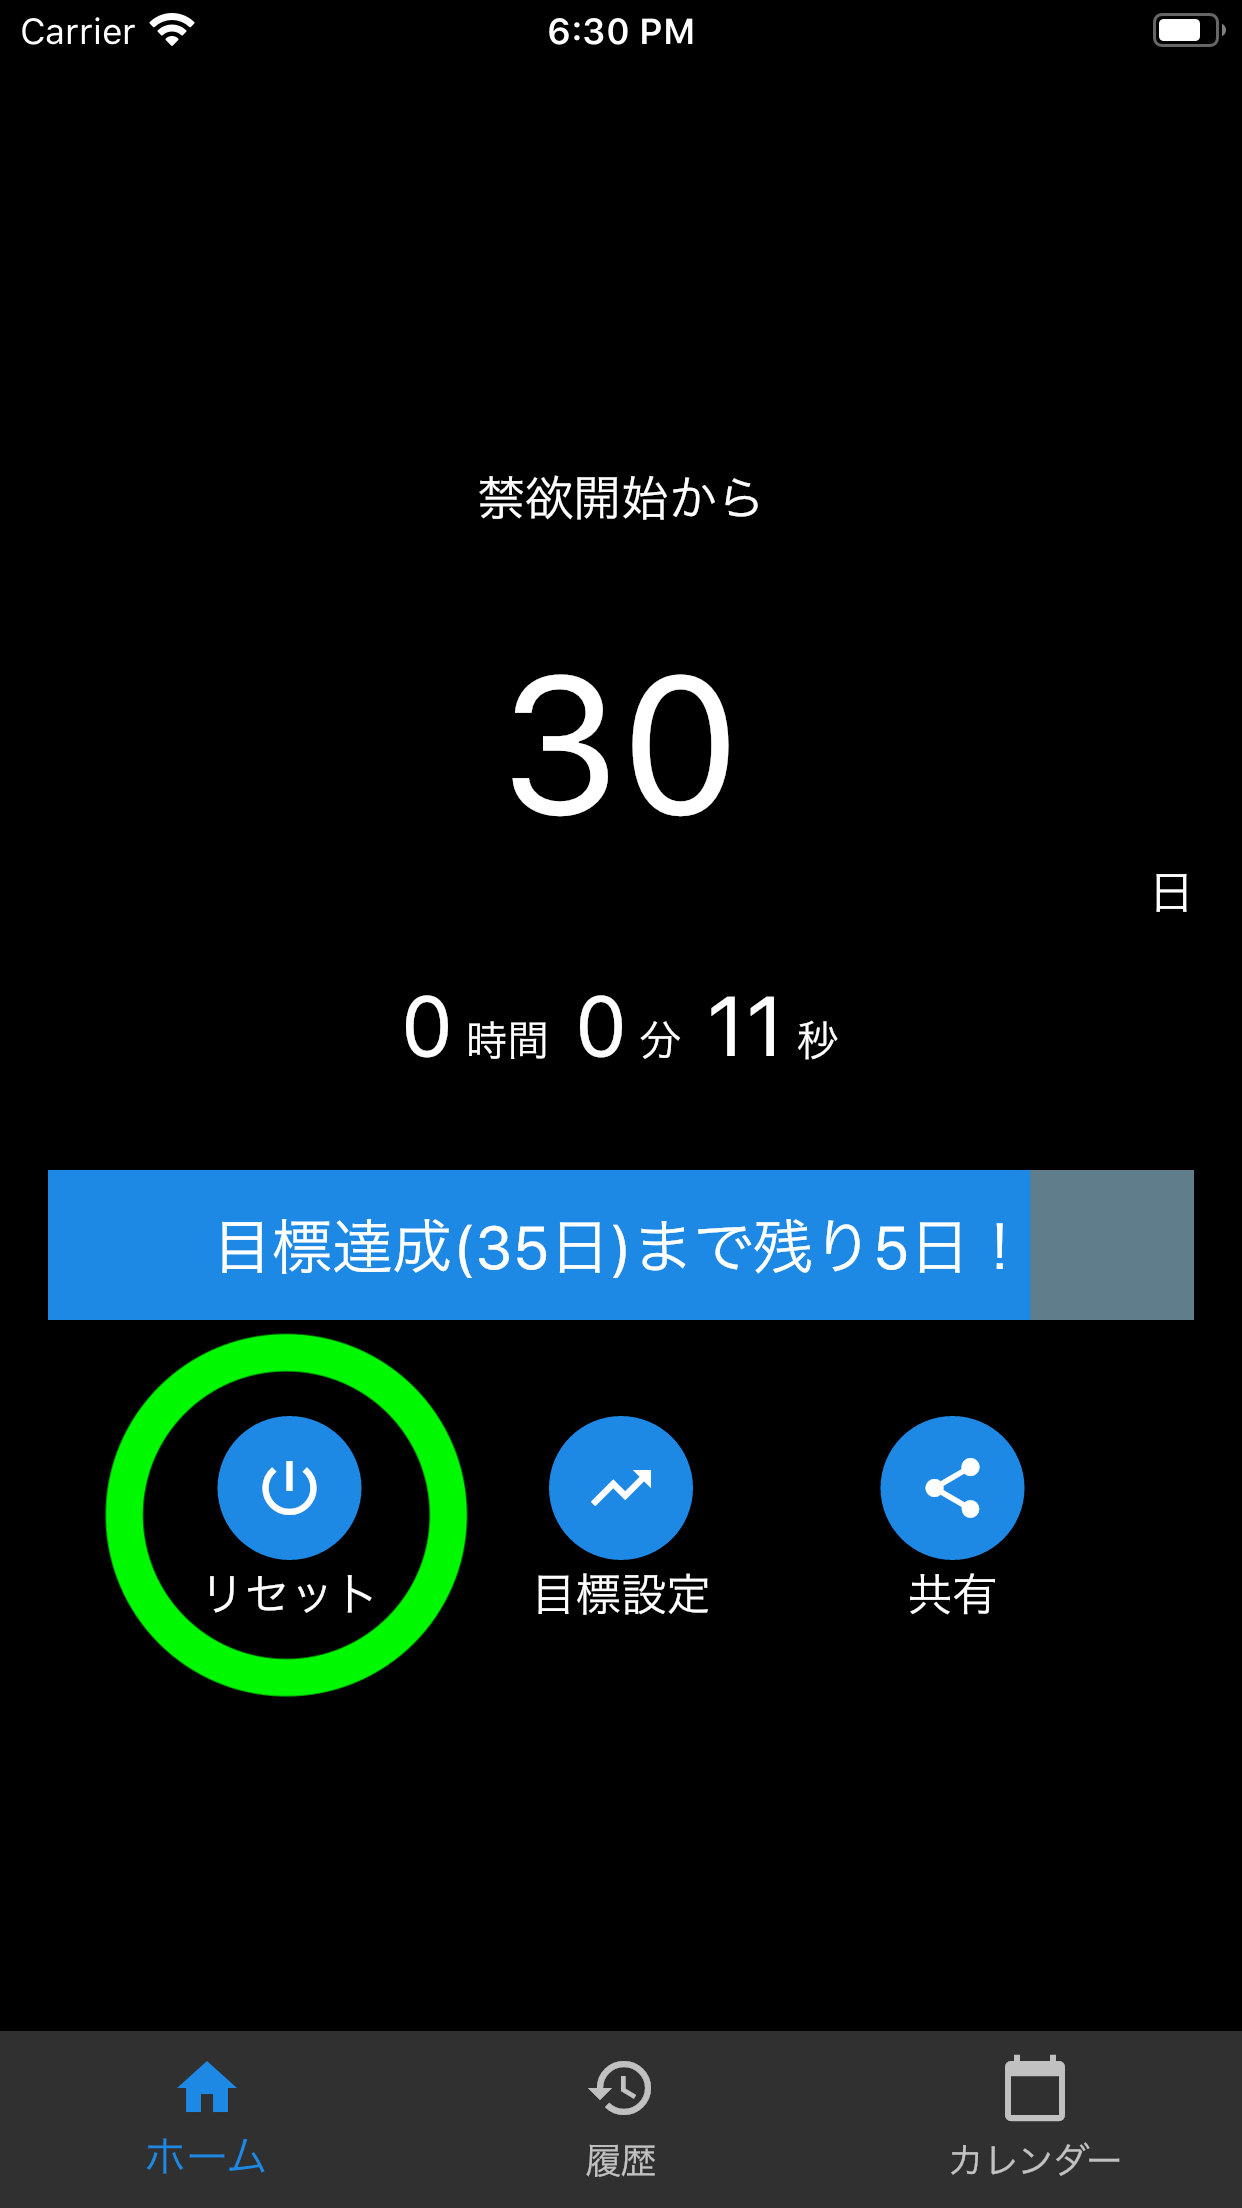 Carrier 6:30 PM
禁欲開始から
30
日
0 時間 0 分 11 秒
目標達成(35日)まで残り5日！
リセット 目標設定 共有
ホーム 履歴 カレンダー